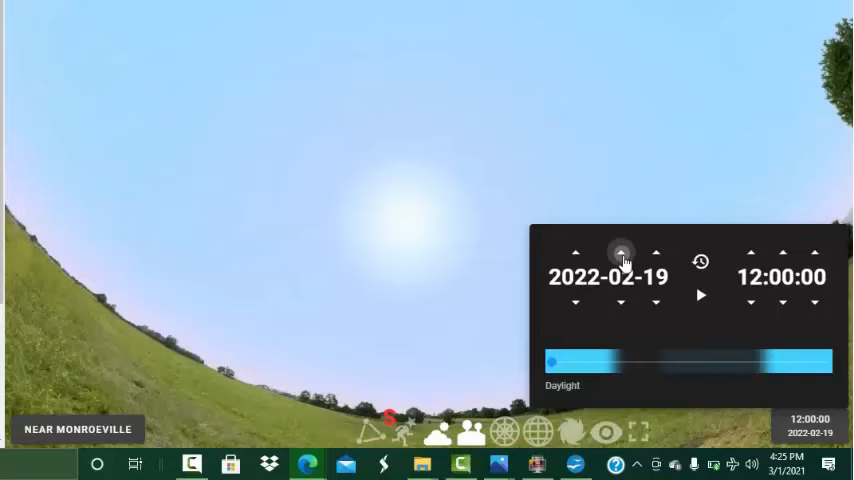 2022-02-19 12:00:00
Daylight
S
NEAR MONROEVILLE
12:00:00
2022-02-19
4:25 PM
3/1/2021